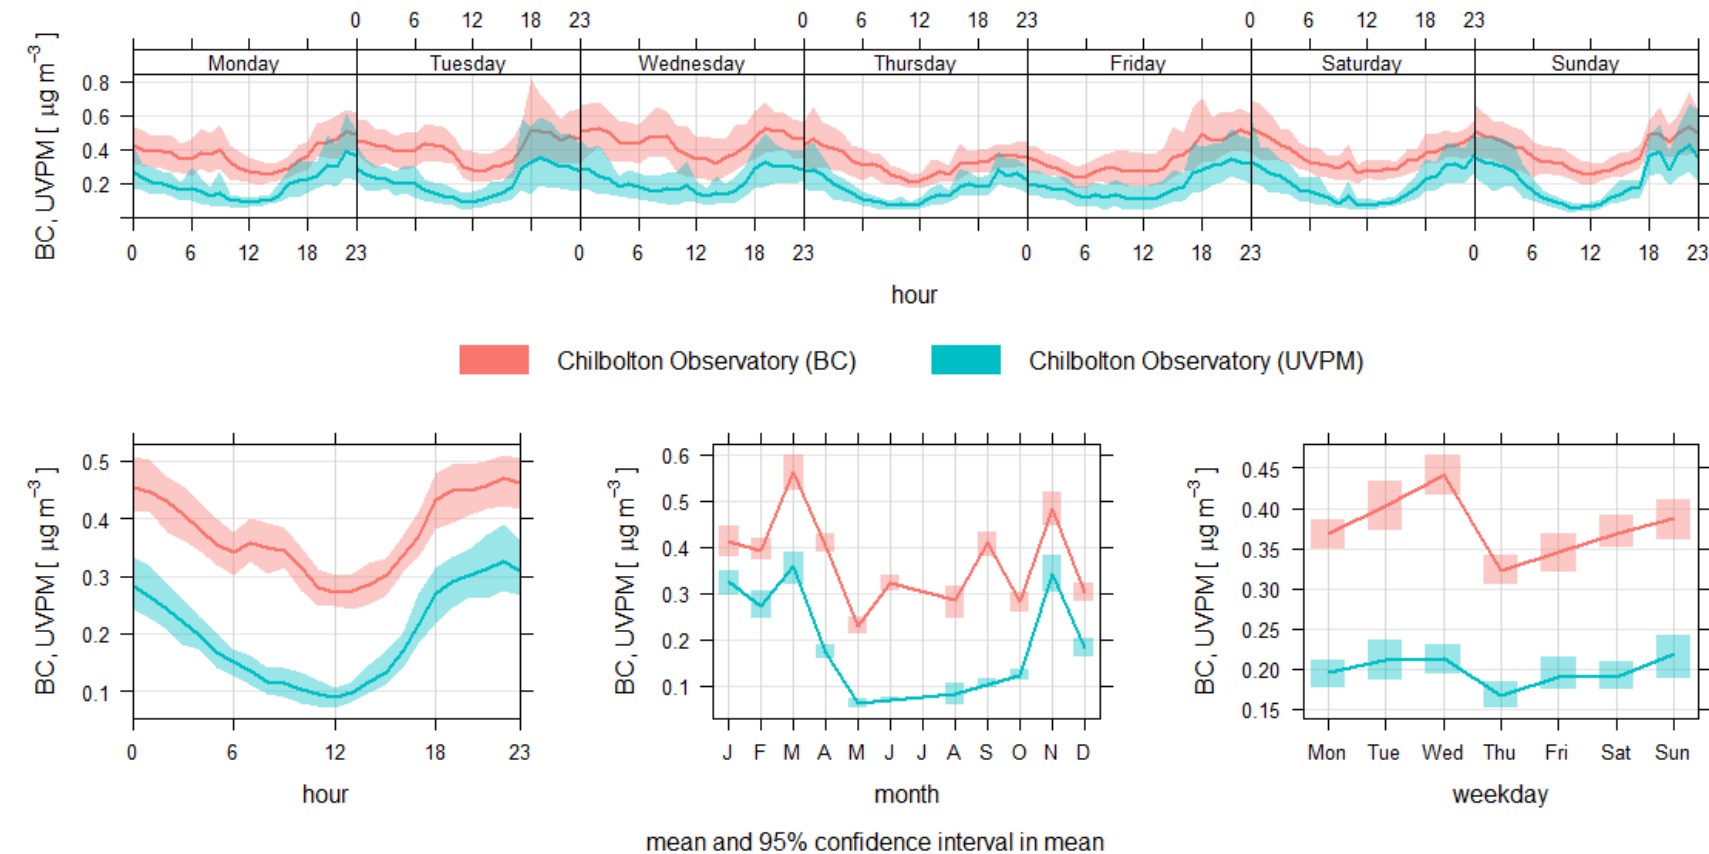 0 6 12 18 23 0 6 12 18 23 0 6 12 18 23
Monday Tuesday Wednesday Thursday Friday Saturday Sunday
BC, UVPM [ µg m⁻³ ]
0.8
0.6
0.4
0.2
0 6 12 18 23 0 6 12 18 23 0 6 12 18 23 0 6 12 18 23
hour
Chilbolton Observatory (BC) Chilbolton Observatory (UVPM)
BC, UVPM [ µg m⁻³ ]
0.5
0.4
0.3
0.2
0.1
0 6 12 18 23
hour
BC, UVPM [ µg m⁻³ ]
0.6
0.5
0.4
0.3
0.2
0.1
J F M A M J J A S O N D
month
BC, UVPM [ µg m⁻³ ]
0.45
0.40
0.35
0.30
0.25
0.20
0.15
Mon Tue Wed Thu Fri Sat Sun
weekday
mean and 95% confidence interval in mean